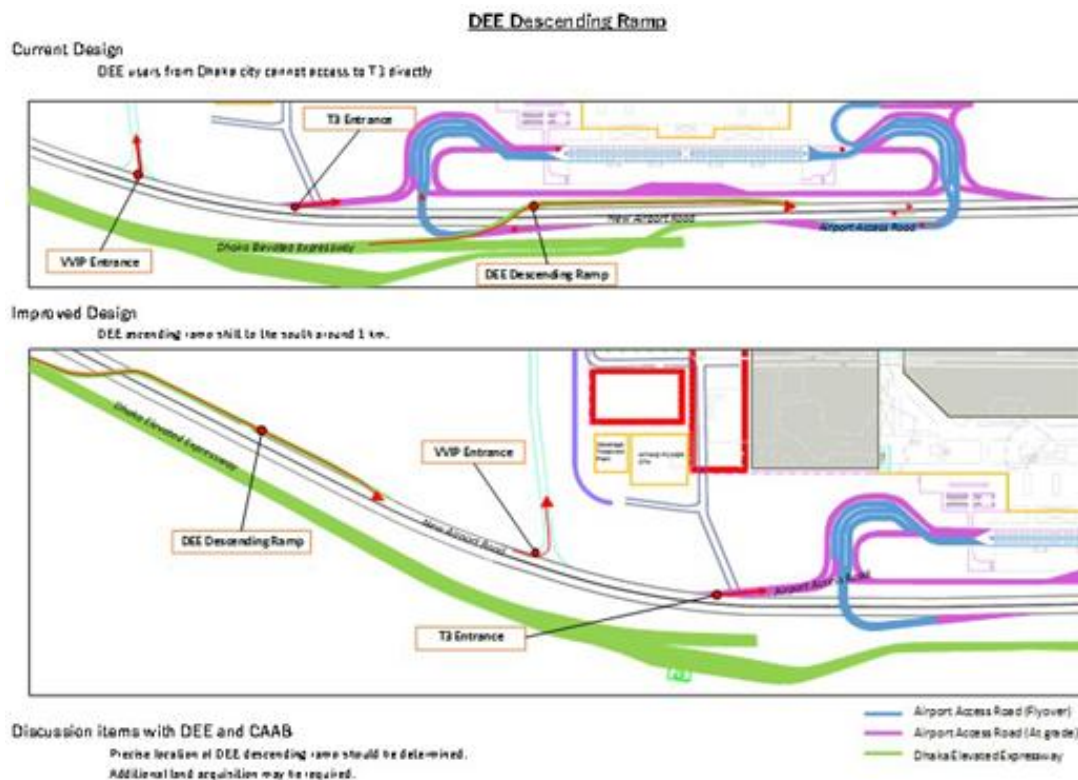 DEE Descending Ramp
Current Design
DEE users from Dhaka city cannot access to T3 directly
T3 Entrance
New Airport Road
Airport Access Road
Dhaka Elevated Expressway
VVIP Entrance
DEE Descending Ramp
Improved Design
DEE ascending ramp shift to the south around 1 km.
Dhaka Elevated Expressway
VVIP Entrance
DEE Descending Ramp
New Airport Road
Airport Access Road
T3 Entrance
Discussion items with DEE and CAAB
Precise location of DEE descending ramp should be determined.
Additional land acquisition may be required.
Airport Access Road (Flyover)
Airport Access Road (At grade)
Dhaka Elevated Expressway